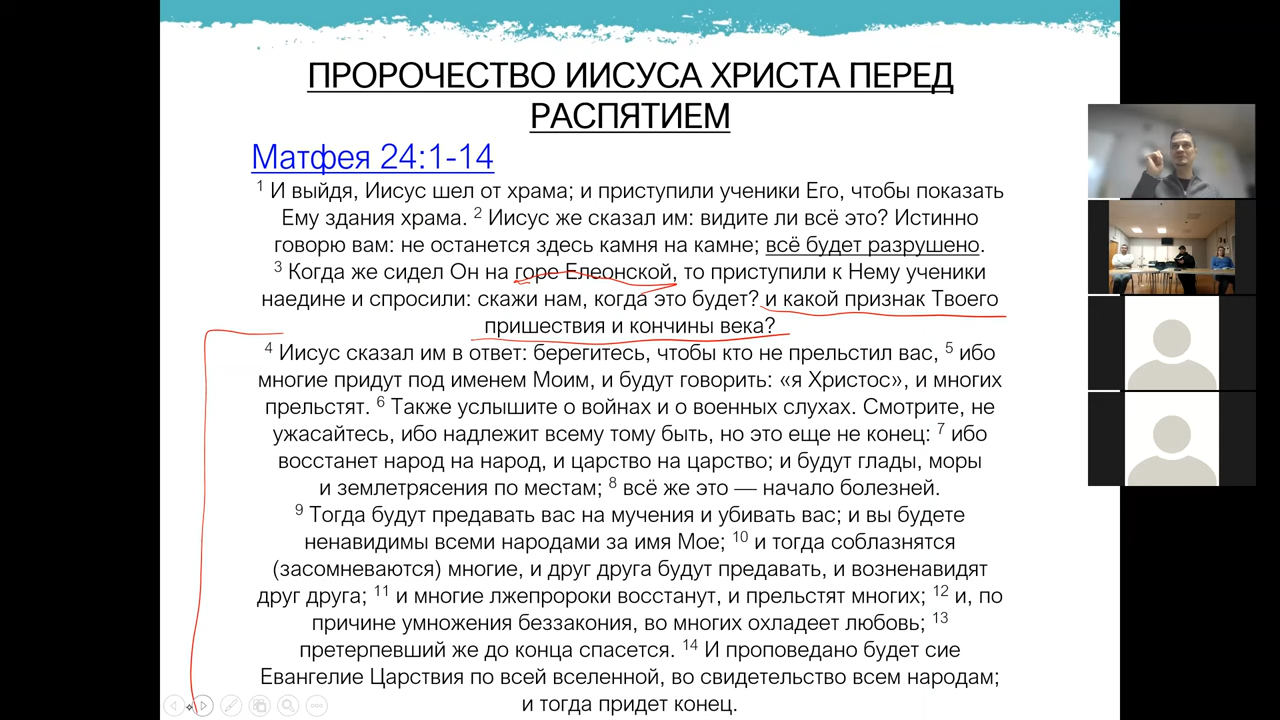 ПРОРОЧЕСТВО ИИСУСА ХРИСТА ПЕРЕД
РАСПЯТИЕМ
Матфея 24:1-14
1 И выйдя, Иисус шел от храма; и приступили ученики Его, чтобы показать
Ему здания храма. 2 Иисус же сказал им: видите ли всё это? Истинно
говорю вам: не останется здесь камня на камне; всё будет разрушено.
3 Когда же сидел Он на горе Елеонской, то приступили к Нему ученики
наедине и спросили: скажи нам, когда это будет? и какой признак Твоего
пришествия и кончины века?
4 Иисус сказал им в ответ: берегитесь, чтобы кто не прельстил вас, 5 ибо
многие придут под именем Моим, и будут говорить: «я Христос», и многих
прельстят. 6 Также услышите о войнах и о военных слухах. Смотрите, не
ужасайтесь, ибо надлежит всему тому быть, но это еще не конец: 7 ибо
восстанет народ на народ, и царство на царство; и будут глады, моры
и землетрясения по местам; 8 всё же это — начало болезней.
9 Тогда будут предавать вас на мучения и убивать вас; и вы будете
ненавидимы всеми народами за имя Мое; 10 и тогда соблазнятся
(засомневаются) многие, и друг друга будут предавать, и возненавидят
друг друга; 11 и многие лжепророки восстанут, и прельстят многих; 12 и, по
причине умножения беззакония, во многих охладеет любовь; 13
претерпевший же до конца спасется. 14 И проповедано будет сие
Евангелие Царствия по всей вселенной, во свидетельство всем народам;
и тогда придет конец.